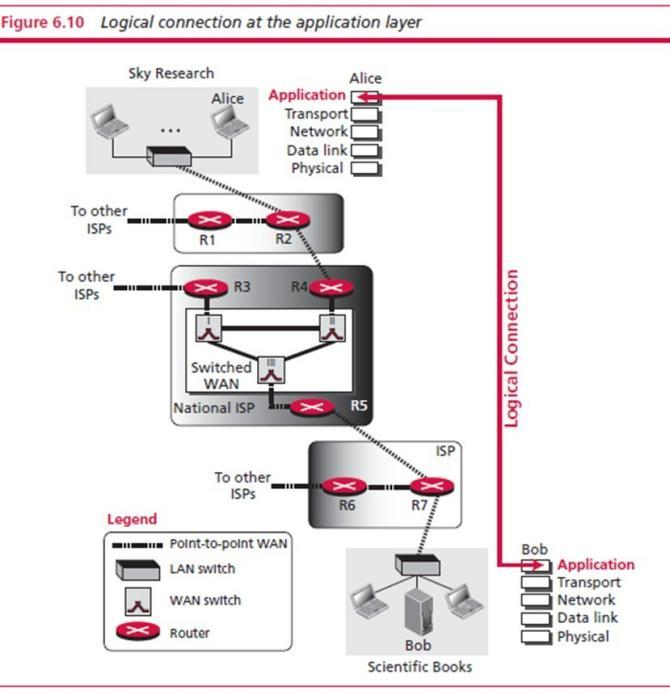 Figure 6.10 Logical connection at the application layer
Sky Research
Alice
...
Alice
Application
Transport
Network
Data link
Physical
To other
ISPs
R1
R2
To other
ISPs
R3
R4
I
II
III
Switched
WAN
National ISP
R5
Logical Connection
ISP
To other
ISPs
R6
R7
Legend
Point-to-point WAN
LAN switch
WAN switch
Router
Bob
Scientific Books
Bob
Application
Transport
Network
Data link
Physical